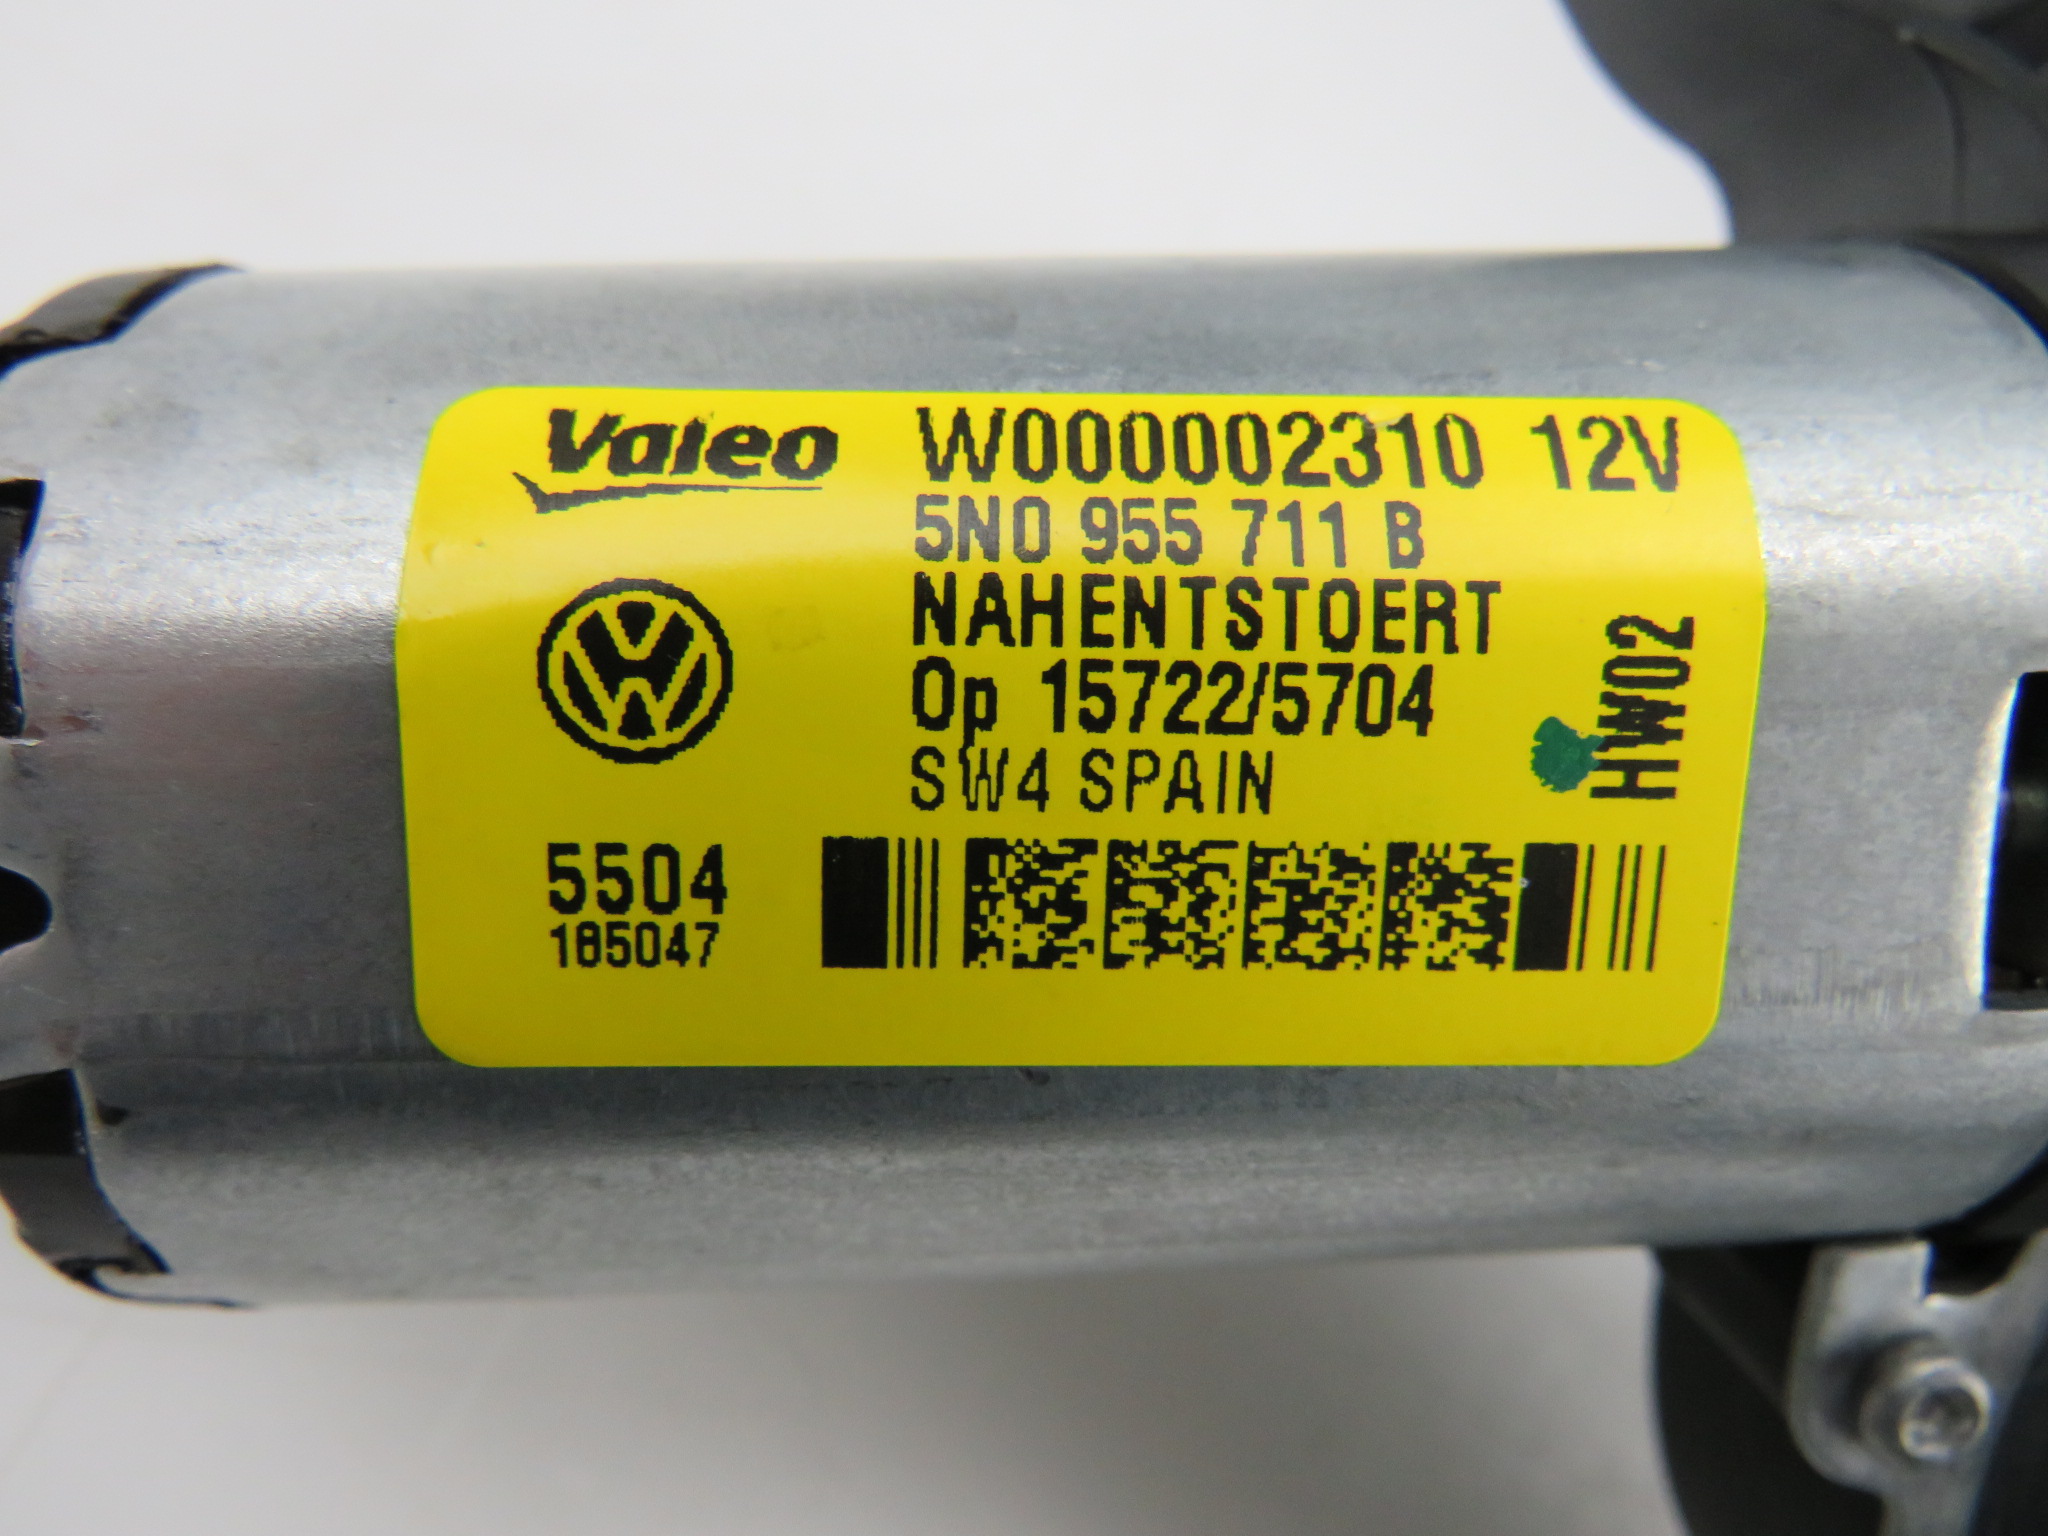 Valeo W000002310 12V
5N0 955 711 B
NAHENTSTOERT
Op 15722/5704
SW4 SPAIN
HW02
5504
185047